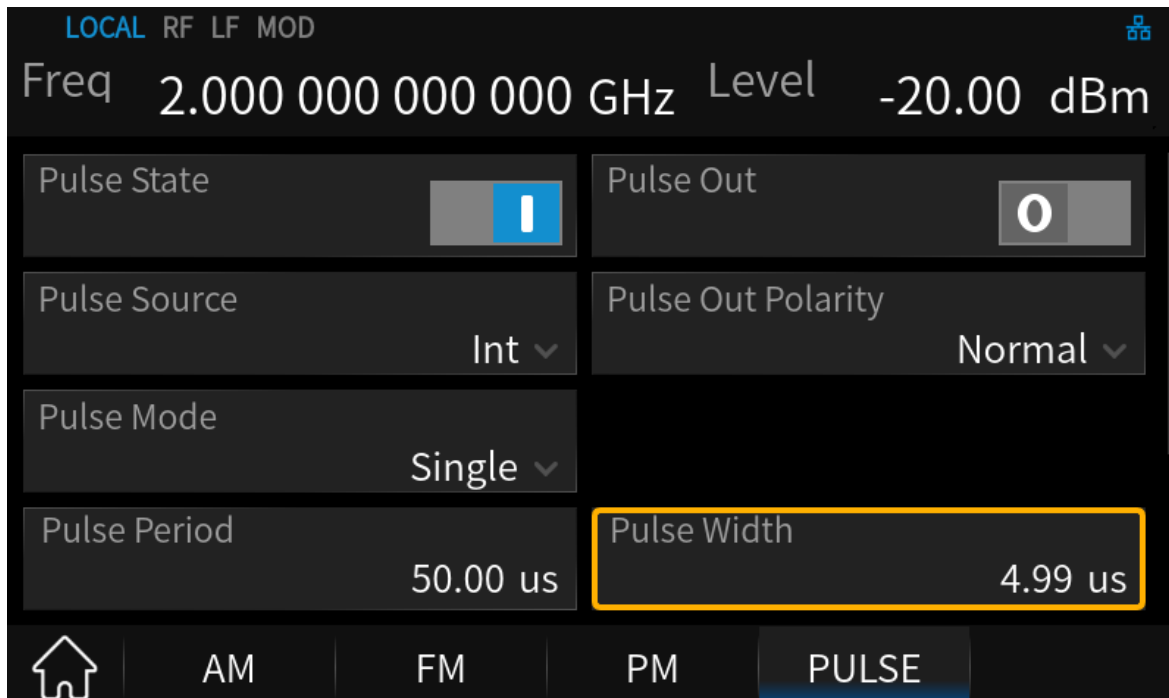 LOCAL RF LF MOD
Freq 2.000 000 000 000 GHz Level -20.00 dBm
Pulse State
Pulse Out
Pulse Source
Int
Pulse Out Polarity
Normal
Pulse Mode
Single
Pulse Period
50.00 us
Pulse Width
4.99 us
AM FM PM PULSE